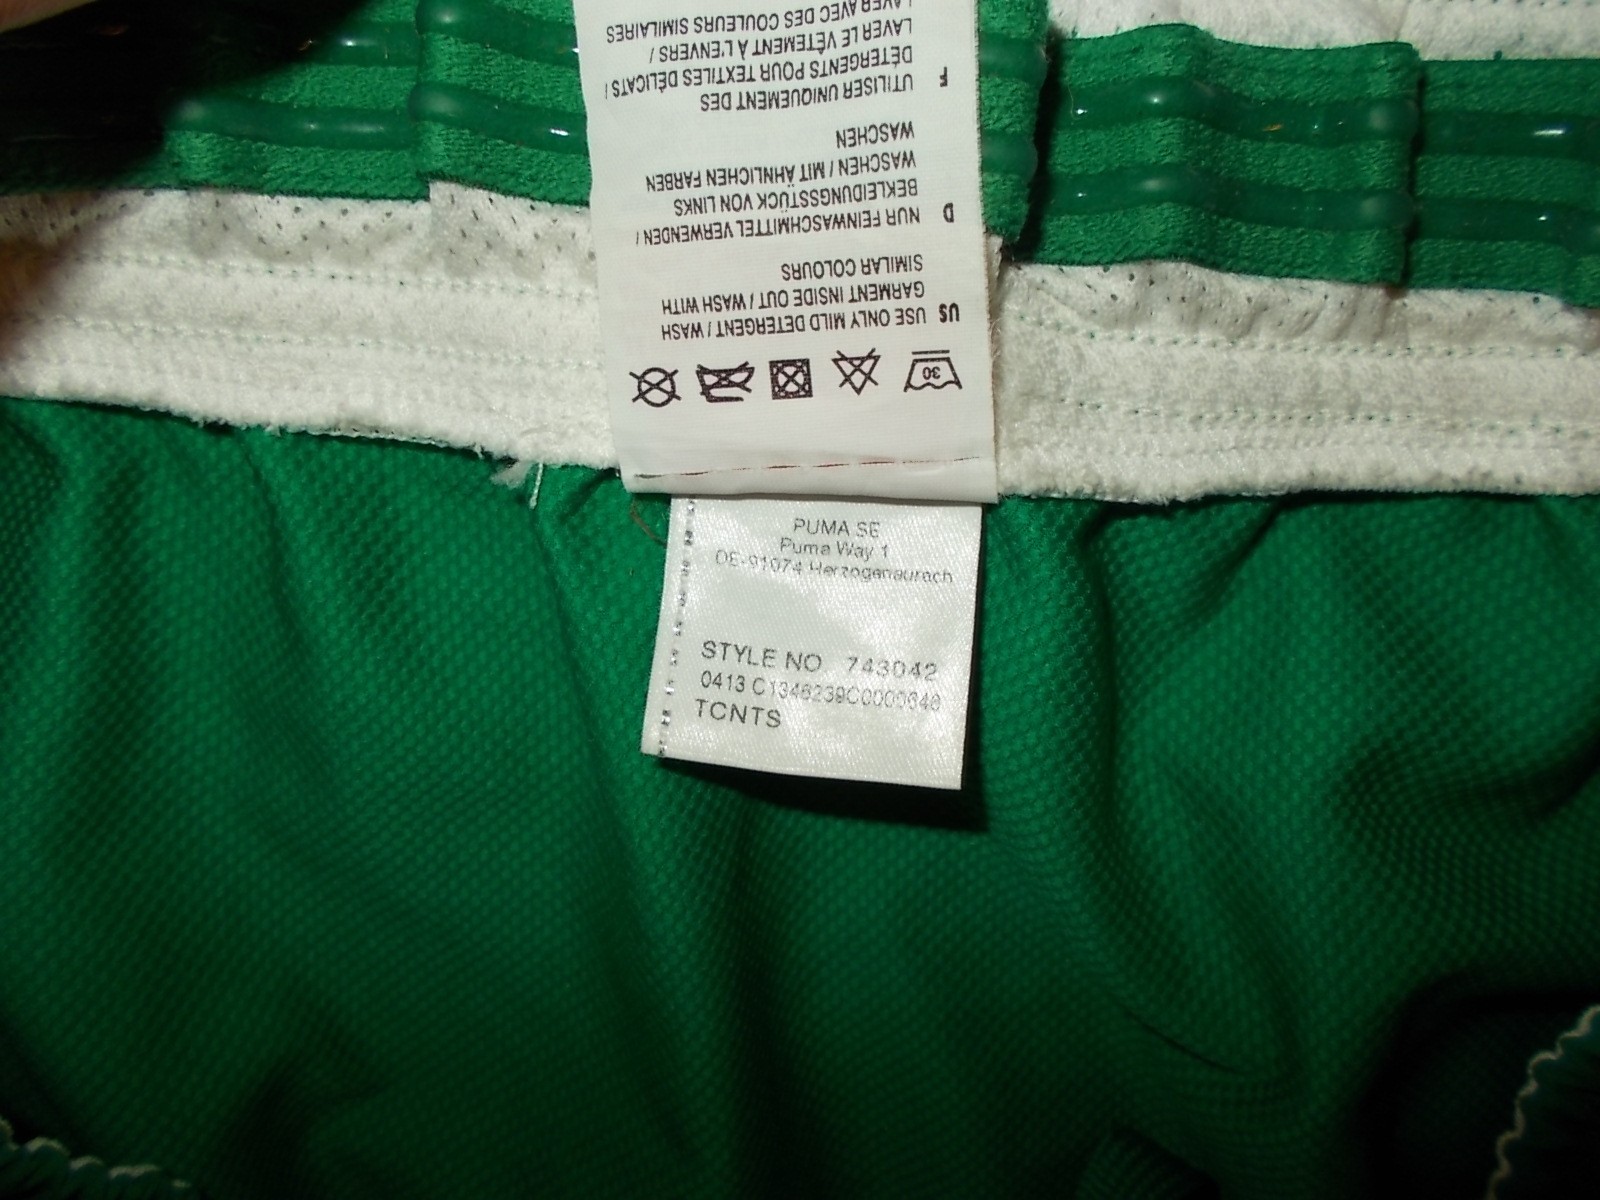 30
US USE ONLY MILD DETERGENT / WASH
GARMENT INSIDE OUT / WASH WITH
SIMILAR COLOURS
D NUR FEINWASCHMITTEL VERWENDEN /
BEKLEIDUNGSSTÜCK VON LINKS
WASCHEN / MIT ÄHNLICHEN FARBEN
WASCHEN
F UTILISER UNIQUEMENT DES
DÉTERGENTS POUR TEXTILES DÉLICATS /
LAVER LE VÊTEMENT À L'ENVERS /
LAVER AVEC DES COULEURS SIMILAIRES
PUMA SE
Puma Way 1
DE-91074 Herzogenaurach
STYLE NO. 743042
0413 C1346239C0000648
TCNTS